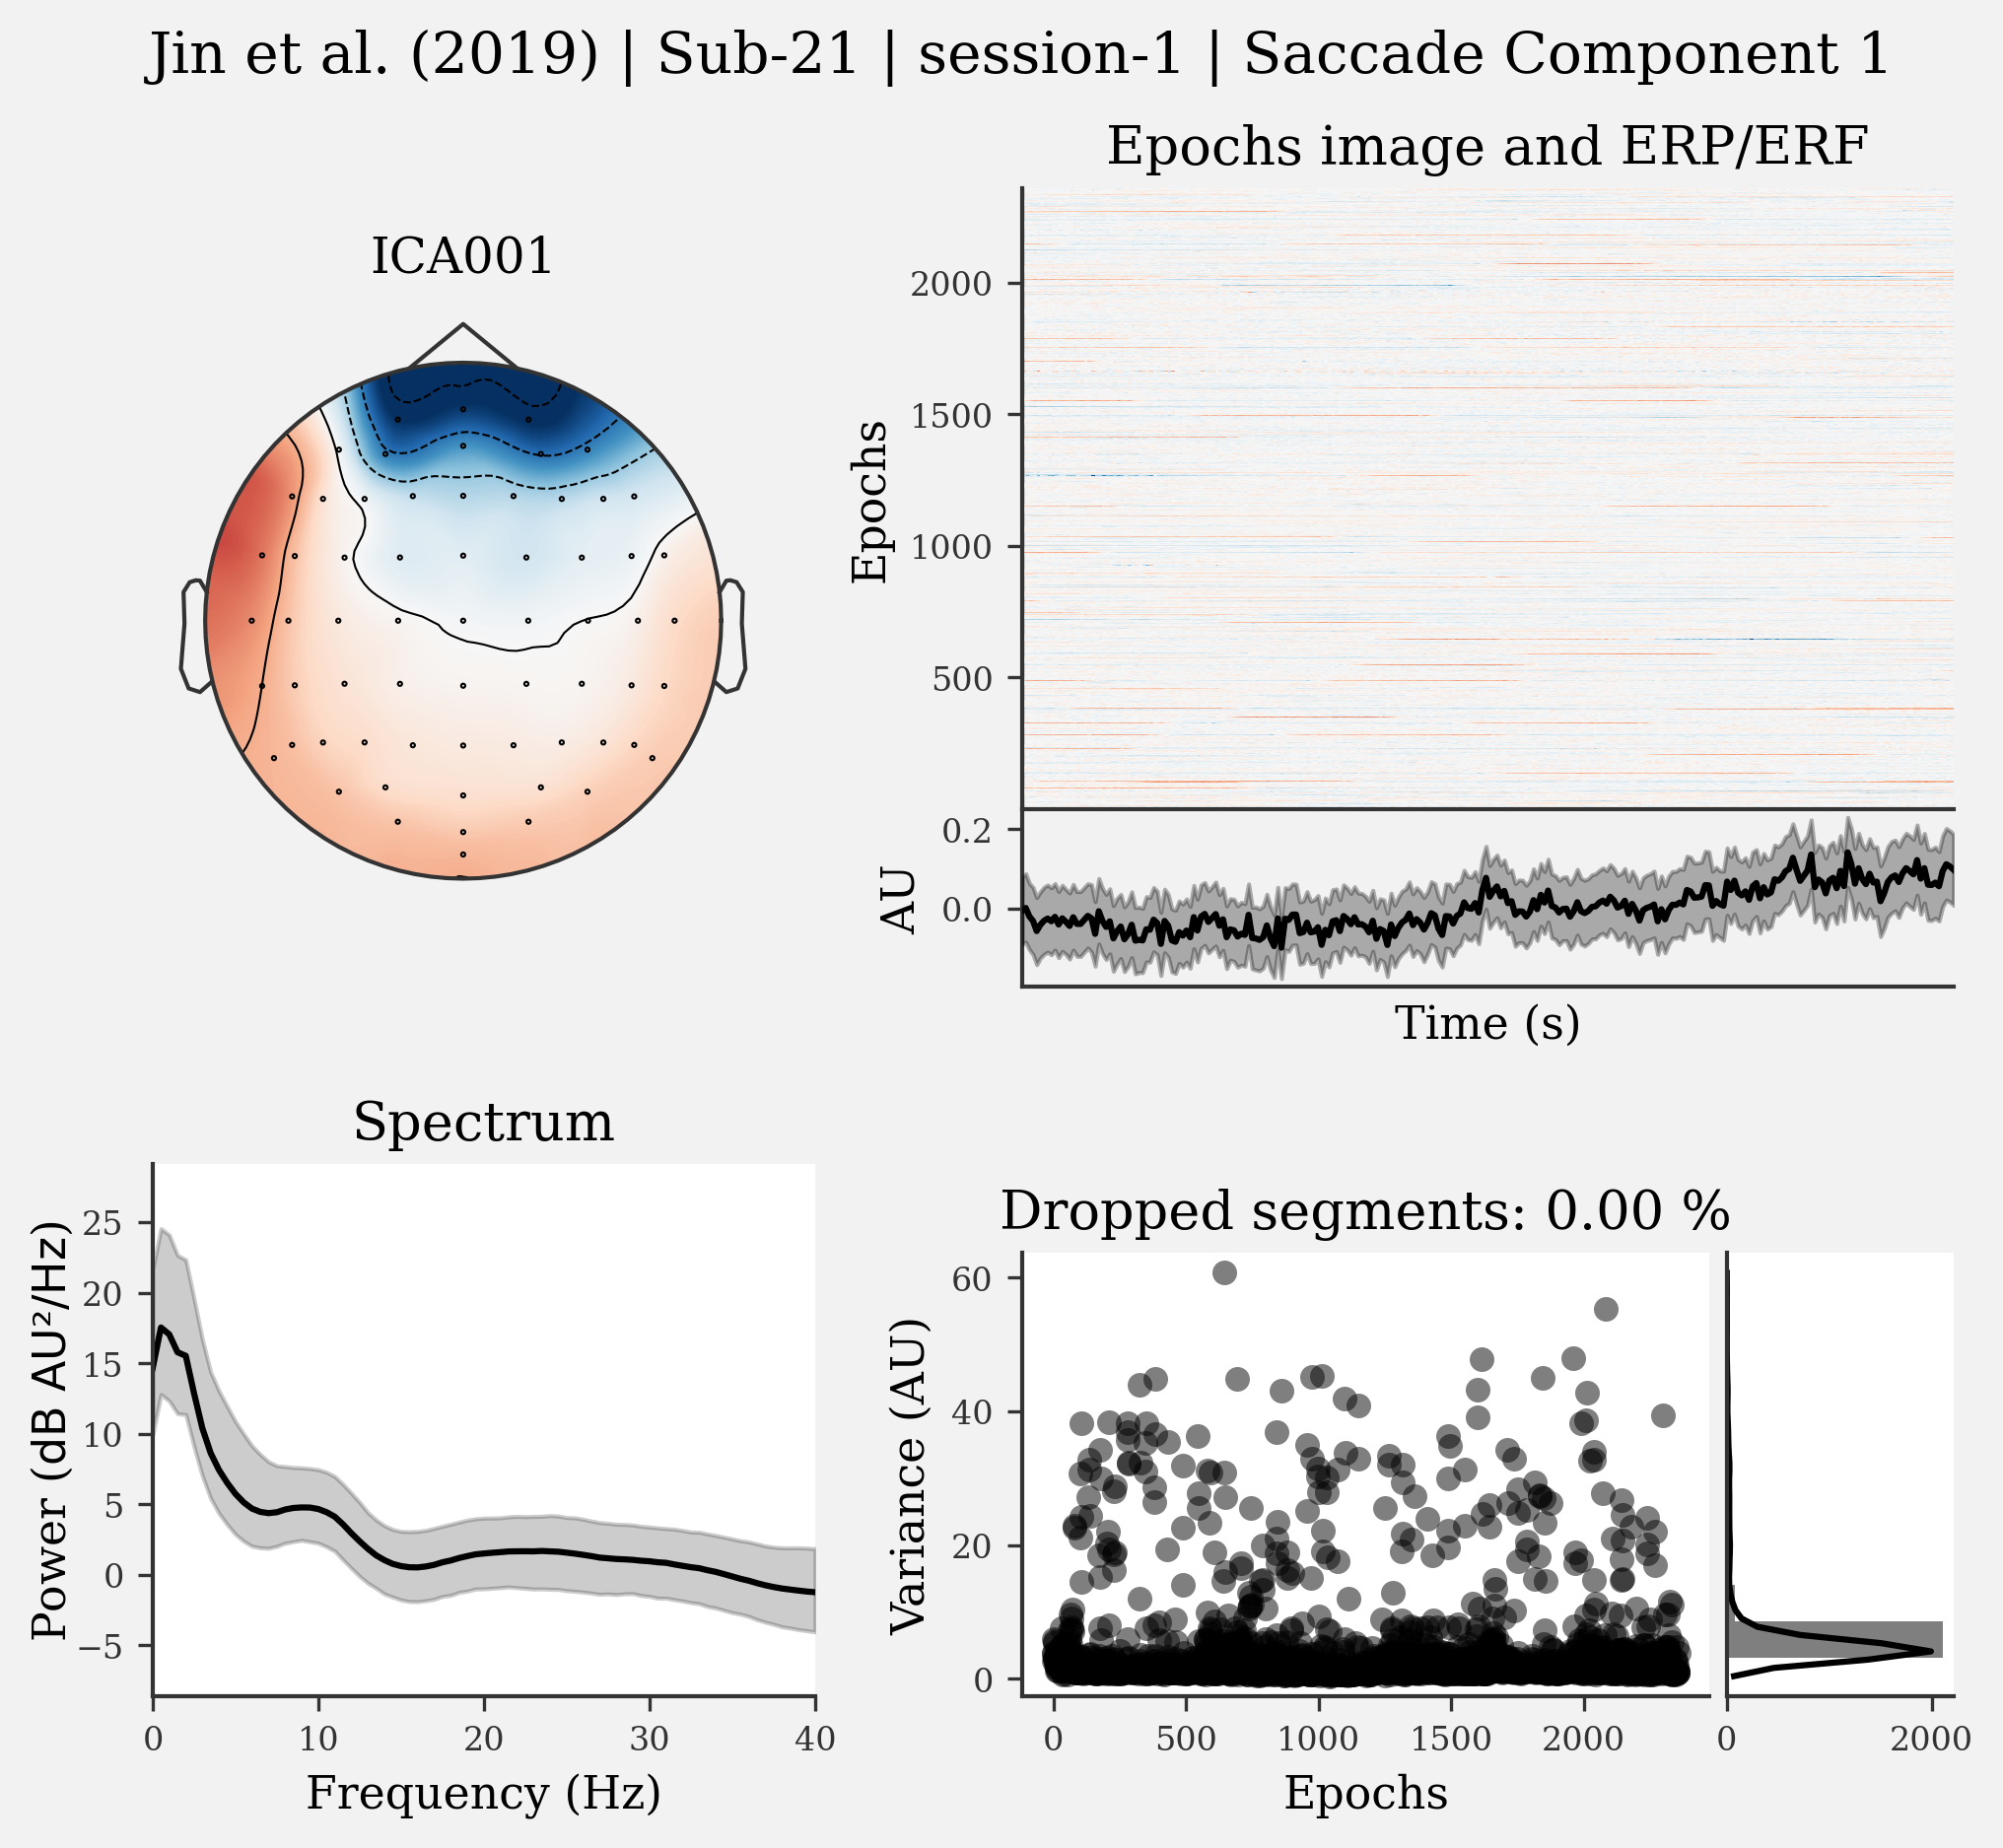 Jin et al. (2019) | Sub-21 | session-1 | Saccade Component 1
ICA001
Epochs image and ERP/ERF
Epochs
2000
1500
1000
500
AU
0.2
0.0
Time (s)
Spectrum
Power (dB AU²/Hz)
25
20
15
10
5
0
−5
0 10 20 30 40
Frequency (Hz)
Dropped segments: 0.00 %
Variance (AU)
60
40
20
0
0 500 1000 1500 2000
Epochs
0 2000